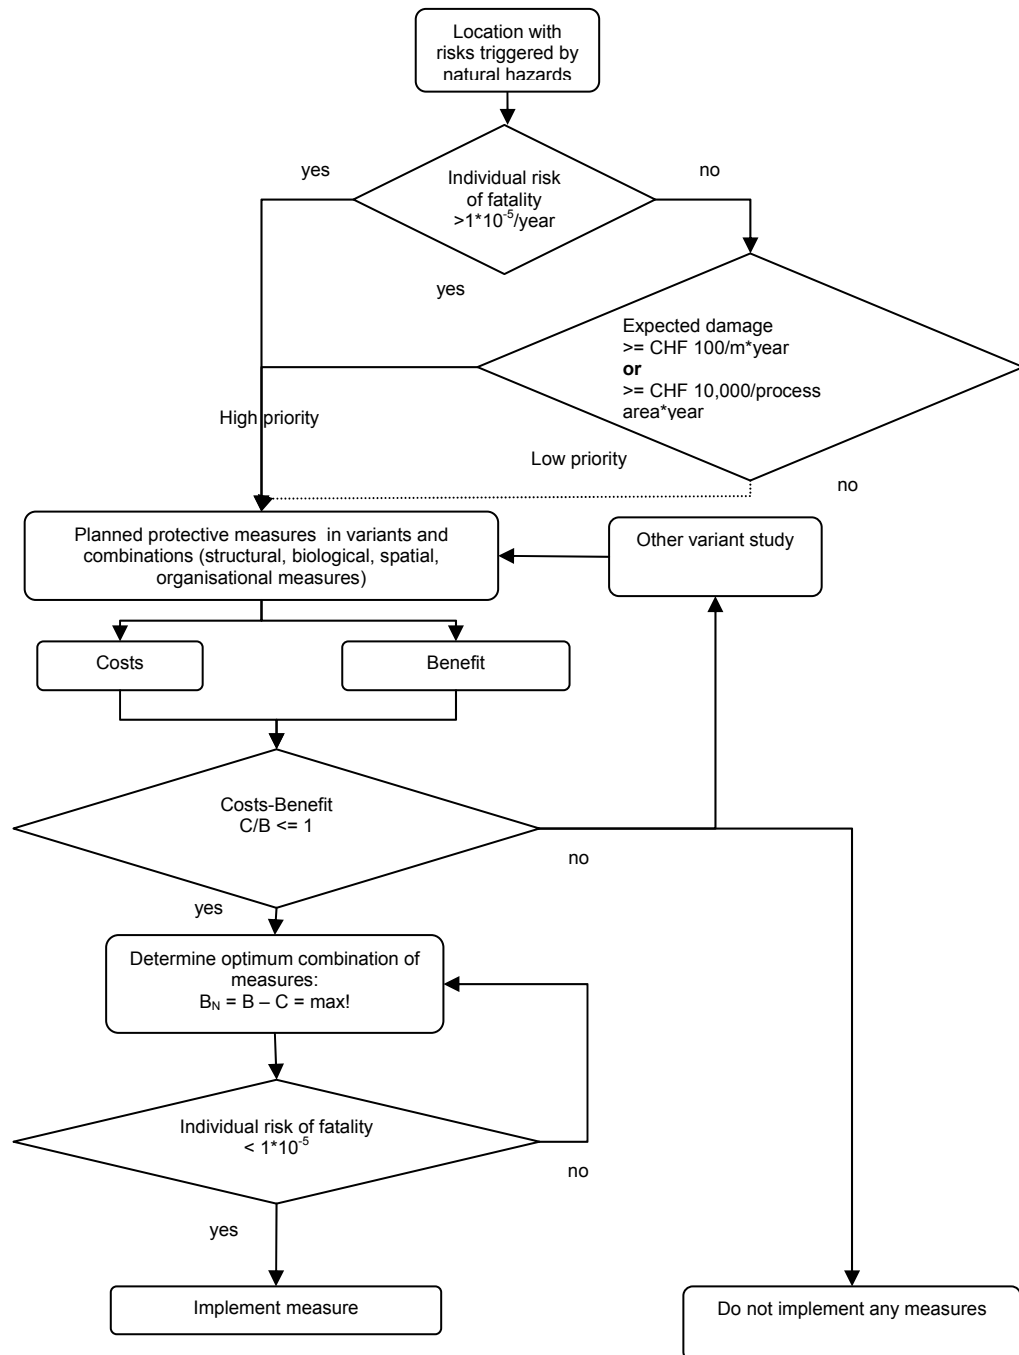 Location with
risks triggered by
natural hazards
yes
no
Individual risk
of fatality
>1*10⁻⁵/year
yes
Expected damage
>= CHF 100/m*year
or
>= CHF 10,000/process
area*year
High priority
Low priority
no
Planned protective measures in variants and
combinations (structural, biological, spatial,
organisational measures)
Other variant study
Costs
Benefit
Costs-Benefit
C/B <= 1
no
yes
Determine optimum combination of
measures:
Bₙ = B – C = max!
Individual risk of fatality
< 1*10⁻⁵
no
yes
Implement measure
Do not implement any measures